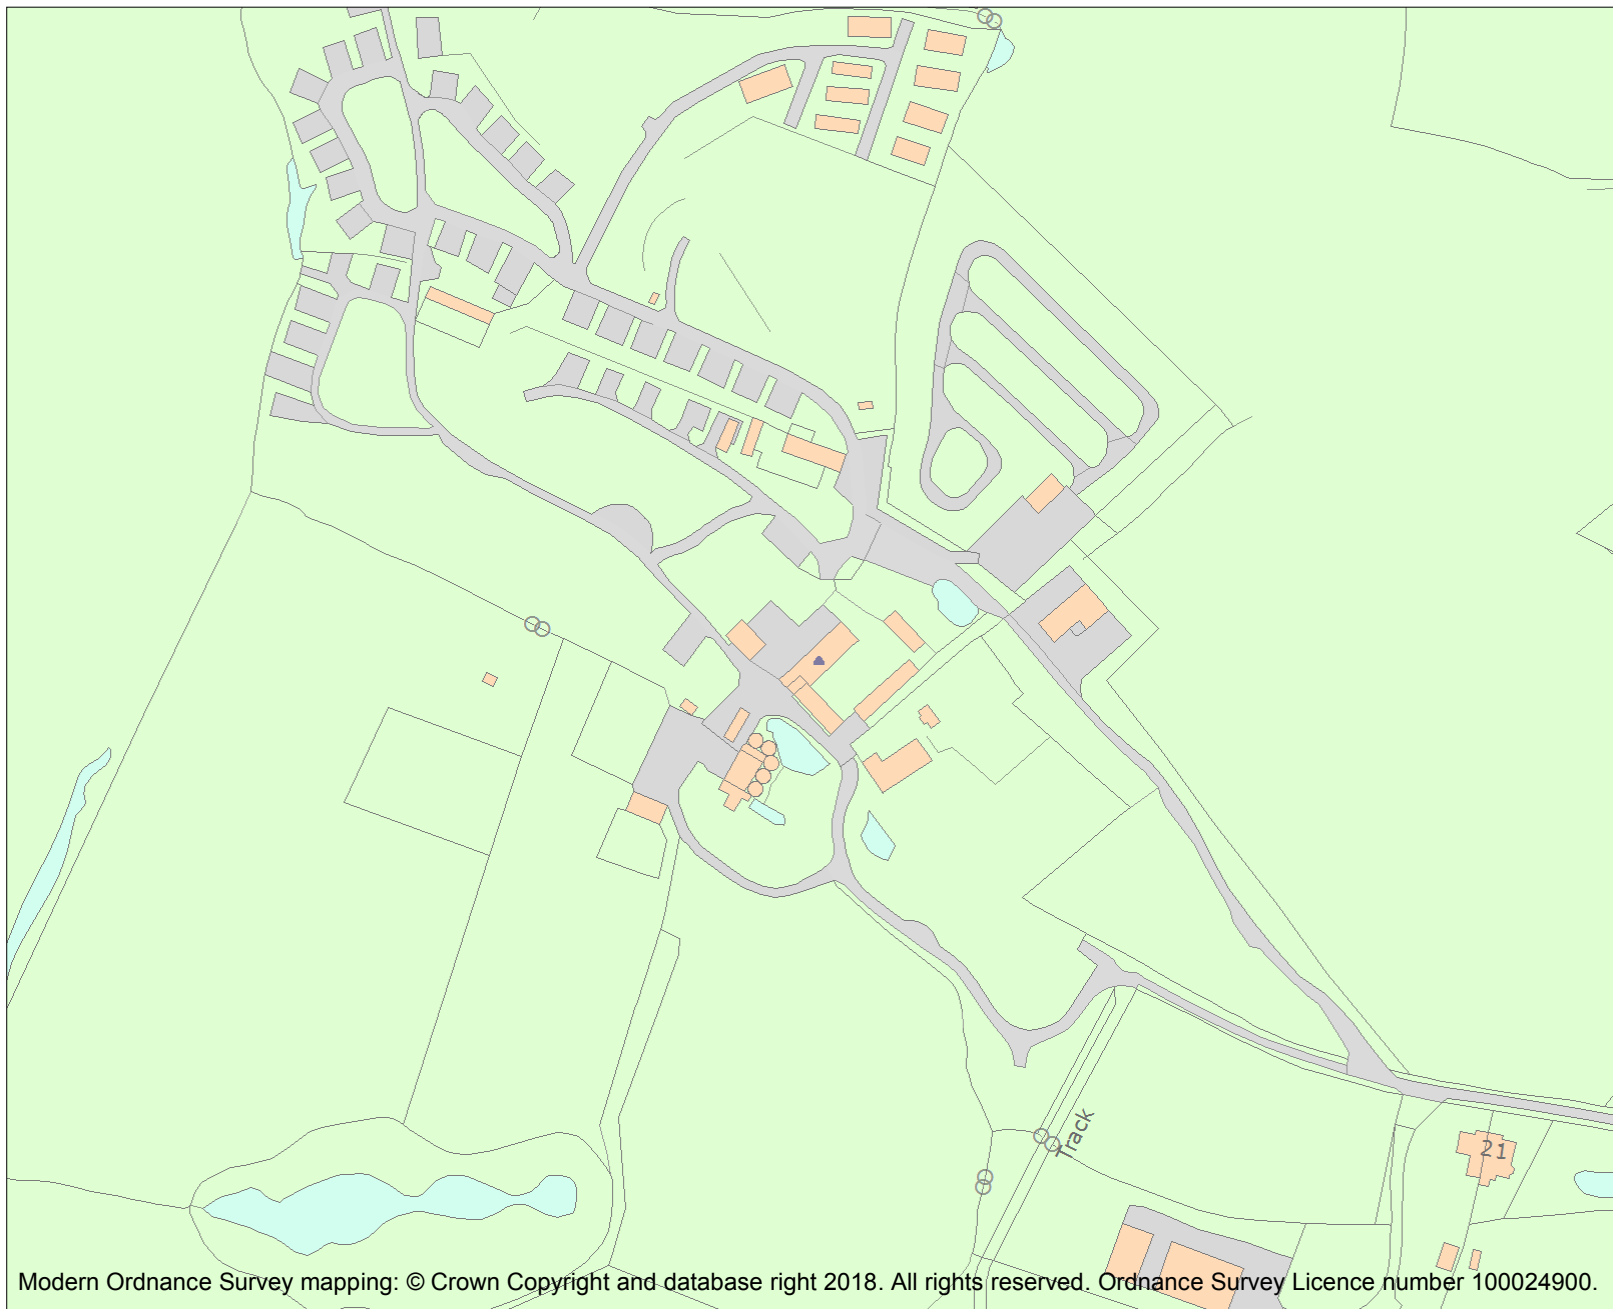 Track
21
Modern Ordnance Survey mapping: © Crown Copyright and database right 2018. All rights reserved. Ordnance Survey Licence number 100024900.